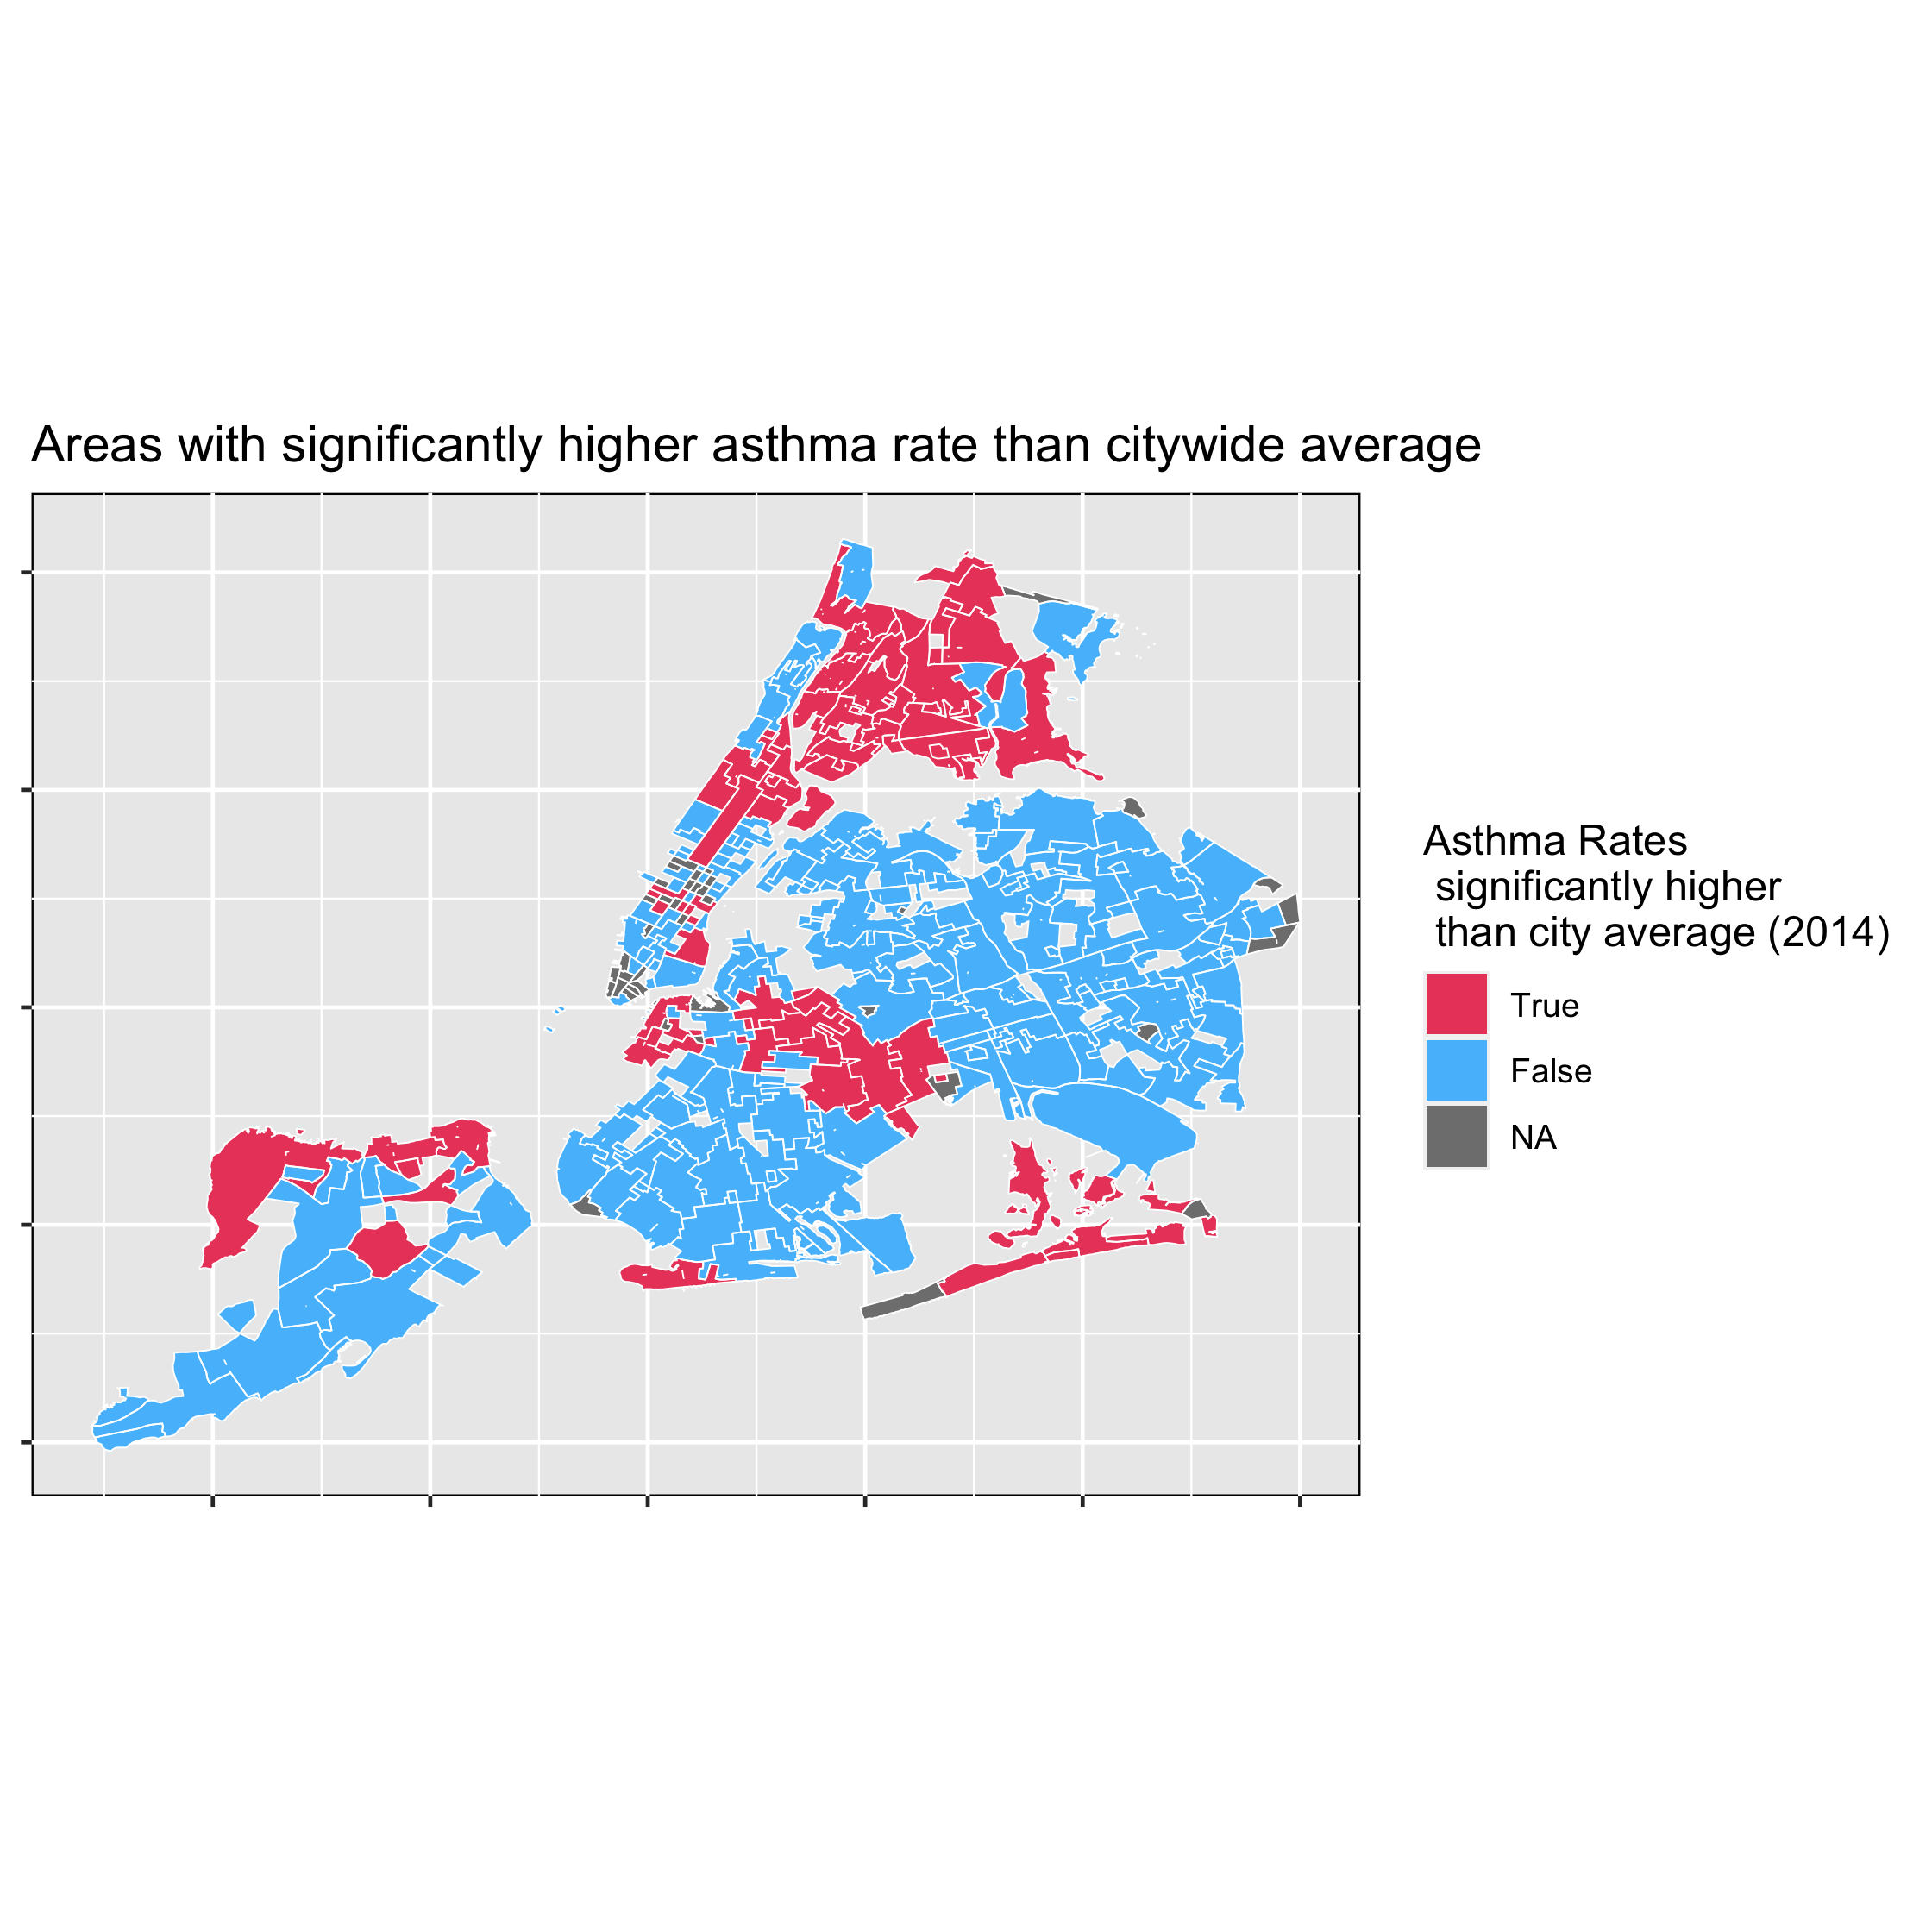 Areas with significantly higher asthma rate than citywide average
Asthma Rates
significantly higher
than city average (2014)
True
False
NA